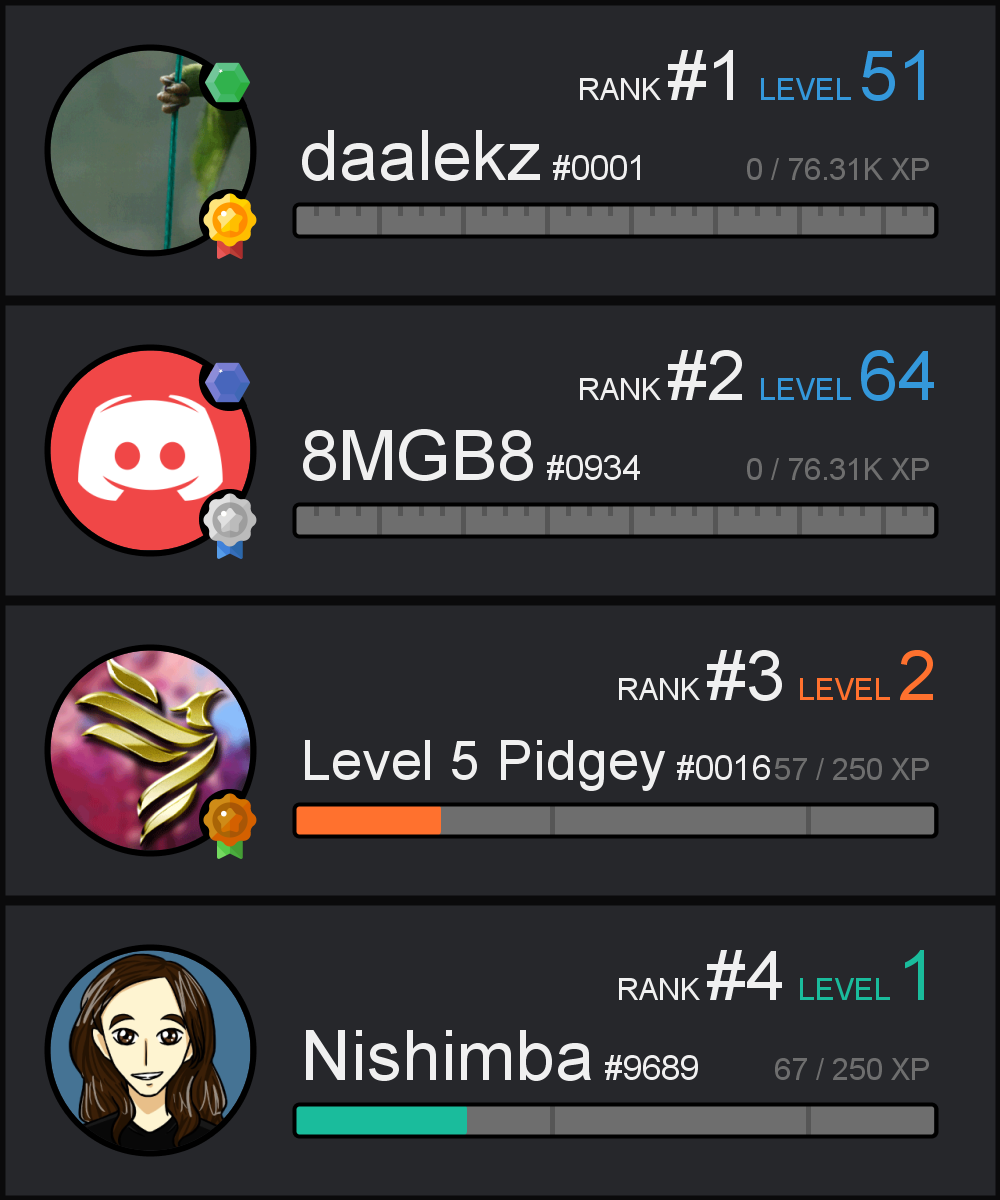 RANK #1 LEVEL 51
daalekz #0001 0 / 76.31K XP
RANK #2 LEVEL 64
8MGB8 #0934 0 / 76.31K XP
RANK #3 LEVEL 2
Level 5 Pidgey #0016 57 / 250 XP
RANK #4 LEVEL 1
Nishimba #9689 67 / 250 XP